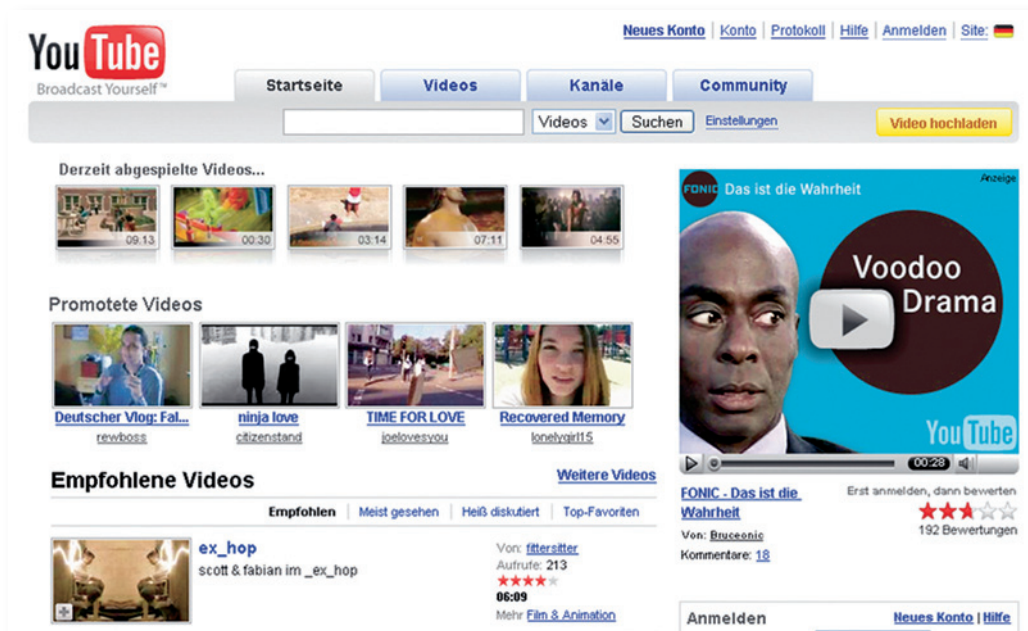 Neues Konto | Konto | Protokoll | Hilfe | Anmelden | Site:
YouTube
Broadcast Yourself™
Startseite Videos Kanäle Community
Videos Suchen Einstellungen Video hochladen
Derzeit abgespielte Videos...
09:13 00:30 03:14 07:11 04:55
Promotete Videos
Deutscher Vlog: Fal... ninja love TIME FOR LOVE Recovered Memory
rewboss citizenstand joelovesyou lonelygirl15
Empfohlene Videos Weitere Videos
Empfohlen | Meist gesehen | Heiß diskutiert | Top-Favoriten
ex_hop
scott & fabian im _ex_hop
Von: fittersitter
Aufrufe: 213
06:09
Mehr Film & Animation
Anzeige
FONIC Das ist die Wahrheit
Voodoo
Drama
YouTube
00:28
FONIC - Das ist die
Wahrheit
Von: Bruceonic
Kommentare: 18
Erst anmelden, dann bewerten
192 Bewertungen
Anmelden Neues Konto | Hilfe